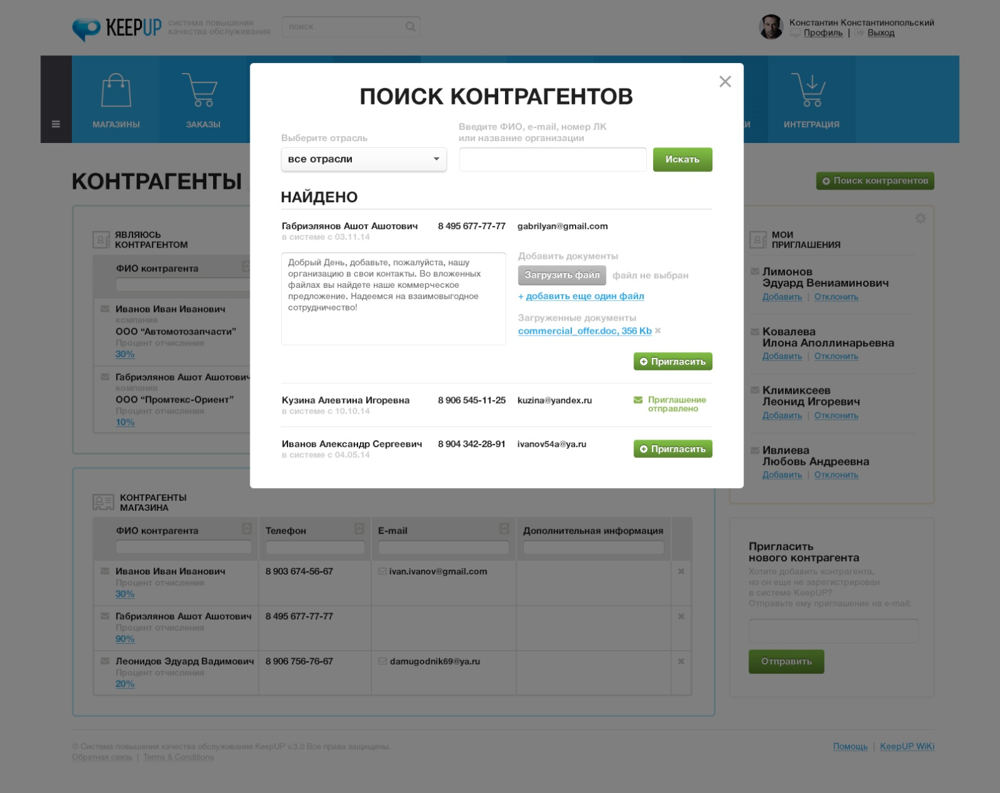 KEEPUP
система повышения
качества обслуживания
поиск
Константин Константинопольский
Профиль | Выход
МАГАЗИНЫ
ЗАКАЗЫ
КИ
ИНТЕГРАЦИЯ
КОНТРАГЕНТЫ
Поиск контрагентов
ПОИСК КОНТРАГЕНТОВ
Выберите отрасль
все отрасли
Введите ФИО, e-mail, номер ЛК
или название организации
Искать
НАЙДЕНО
Габриэлянов Ашот Ашотович 8 495 677-77-77 gabrilyan@gmail.com
в системе с 03.11.14
Добрый День, добавьте, пожалуйста, нашу
организацию в свои контакты. Во вложенных
файлах вы найдете наше коммерческое
предложение. Надеемся на взаимовыгодное
сотрудничество!
Добавить документы
Загрузить файл файл не выбран
+ добавить еще один файл
Загруженные документы
commercial_offer.doc, 356 Kb
Пригласить
Кузина Алевтина Игоревна 8 906 545-11-25 kuzina@yandex.ru
в системе с 10.10.14
Приглашение
отправлено
Иванов Александр Сергеевич 8 904 342-28-91 ivanov54a@ya.ru
в системе с 04.05.14
Пригласить
ЯВЛЯЮСЬ
КОНТРАГЕНТОМ
ФИО контрагента
Иванов Иван Иванович
компания
ООО “Автомотозапчасти”
Процент отчисления
30%
Габриэлянов Ашот Ашотович
компания
ООО “Промтекс-Ориент”
Процент отчисления
10%
МОИ
ПРИГЛАШЕНИЯ
Лимонов
Эдуард Вениаминович
Добавить | Отклонить
Ковалева
Илона Аполлинарьевна
Добавить | Отклонить
Климиксеев
Леонид Игоревич
Добавить | Отклонить
Ивлиева
Любовь Андреевна
Добавить | Отклонить
КОНТРАГЕНТЫ
МАГАЗИНА
ФИО контрагента Телефон E-mail Дополнительная информация
Иванов Иван Иванович 8 903 674-56-67 ivan.ivanov@gmail.com
Процент отчисления
30%
Габриэлянов Ашот Ашотович 8 495 677-77-77
Процент отчисления
90%
Леонидов Эдуард Вадимович 8 906 756-76-67 damugodnik69@ya.ru
Процент отчисления
20%
Пригласить
нового контрагента
Хотите добавить контрагента,
но он еще не зарегистрирован
в системе KeepUP?
Отправьте ему приглашение на e-mail:
Отправить
© Система повышения качества обслуживания KeepUP v.3.0 Все права защищены.
Обратная связь | Terms & Conditions
Помощь | KeepUP WiKi